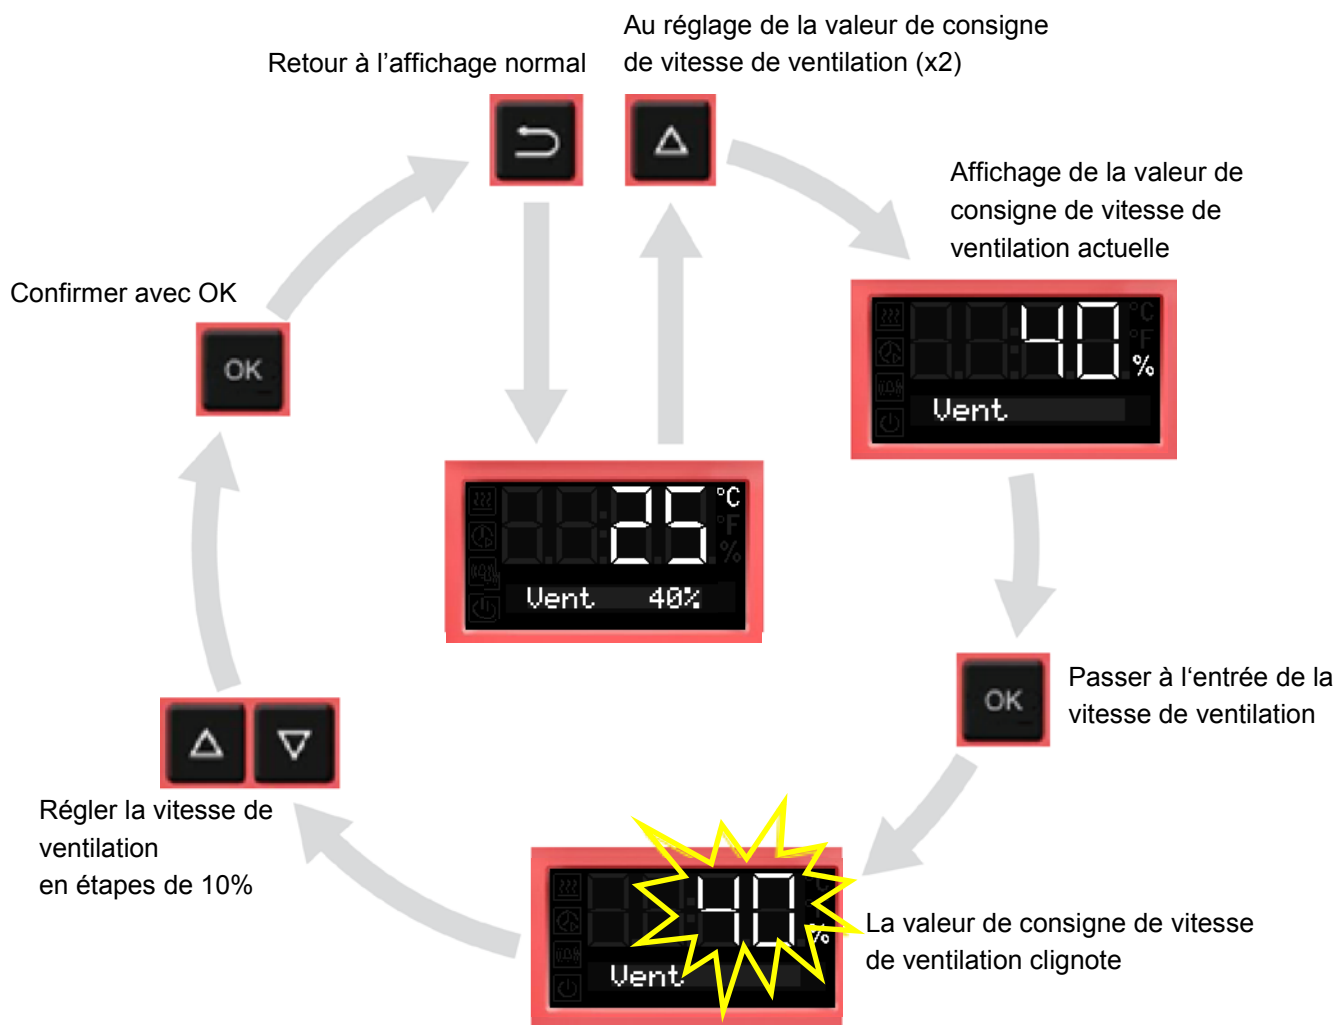 Au réglage de la valeur de consigne
de vitesse de ventilation (x2)
Retour à l’affichage normal
Affichage de la valeur de
consigne de vitesse de
ventilation actuelle
Confirmer avec OK
OK
40 °C
°F
%
Vent
25 °C
°F
%
Vent 40%
OK
Passer à l‘entrée de la
vitesse de ventilation
Régler la vitesse de
ventilation
en étapes de 10%
40
%
Vent
La valeur de consigne de vitesse
de ventilation clignote